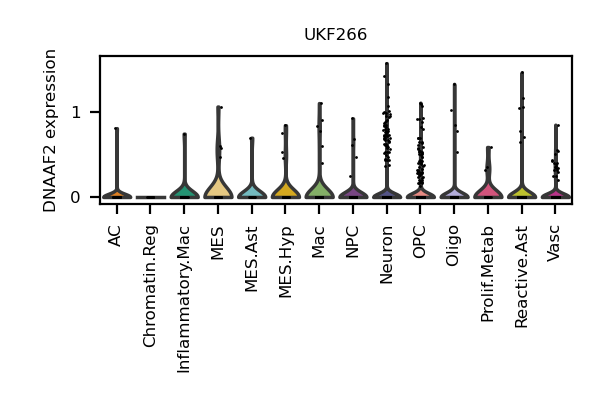 UKF266
DNAAF2 expression
1
0
AC
Chromatin.Reg
Inflammatory.Mac
MES
MES.Ast
MES.Hyp
Mac
NPC
Neuron
OPC
Oligo
Prolif.Metab
Reactive.Ast
Vasc